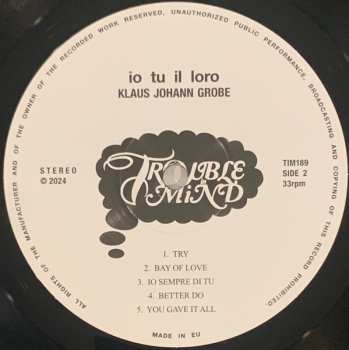 ALL RIGHTS OF THE MANUFACTURER AND OF THE OWNER OF THE RECORDED WORK RESERVED, UNAUTHORIZED PUBLIC PERFORMANCE, BROADCASTING AND COPYING OF THIS RECORD PROHIBITED.
io tu il loro
KLAUS JOHANN GROBE
STEREO
© 2024
TROUBLE
iN
MiND
TIM189
SIDE 2
33rpm
1. TRY
2. BAY OF LOVE
3. IO SEMPRE DI TU
4. BETTER DO
5. YOU GAVE IT ALL
MADE IN EU